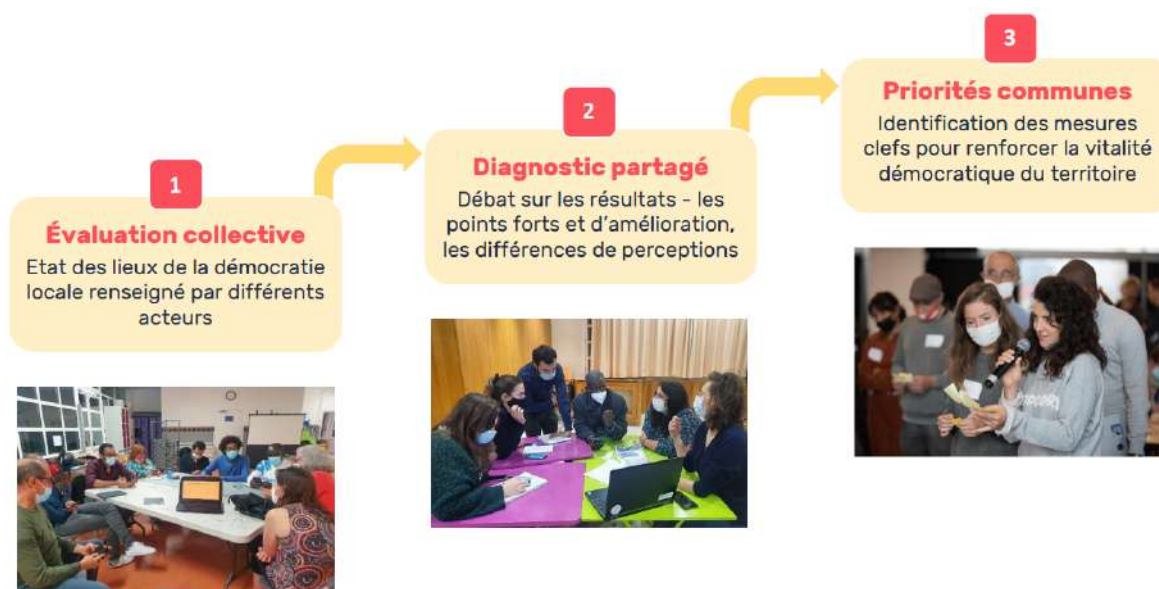 1
Évaluation collective
Etat des lieux de la démocratie
locale renseigné par différents
acteurs
2
Diagnostic partagé
Débat sur les résultats - les
points forts et d'amélioration,
les différences de perceptions
3
Priorités communes
Identification des mesures
clefs pour renforcer la vitalité
démocratique du territoire